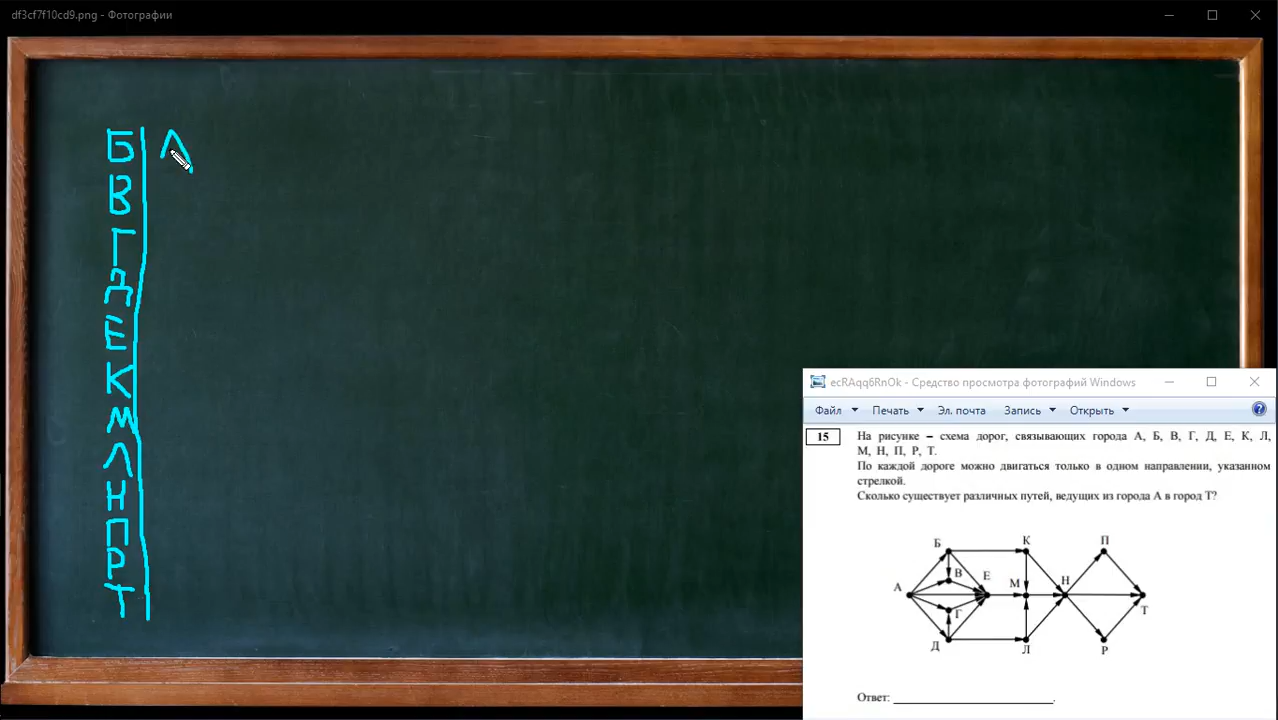 df3cf7f10cd9.png - Фотографии
Б А
В
Г
Д
Е
К
М
Л
Н
П
Р
Т
ecRAqq6RnOk - Средство просмотра фотографий Windows
Файл Печать Эл. почта Запись Открыть
15
На рисунке – схема дорог, связывающих города А, Б, В, Г, Д, Е, К, Л,
М, Н, П, Р, Т.
По каждой дороге можно двигаться только в одном направлении, указанном
стрелкой.
Сколько существует различных путей, ведущих из города А в город Т?
Б К П
В Е М Н
А
Г Т
Д Л Р
Ответ: ____________________.